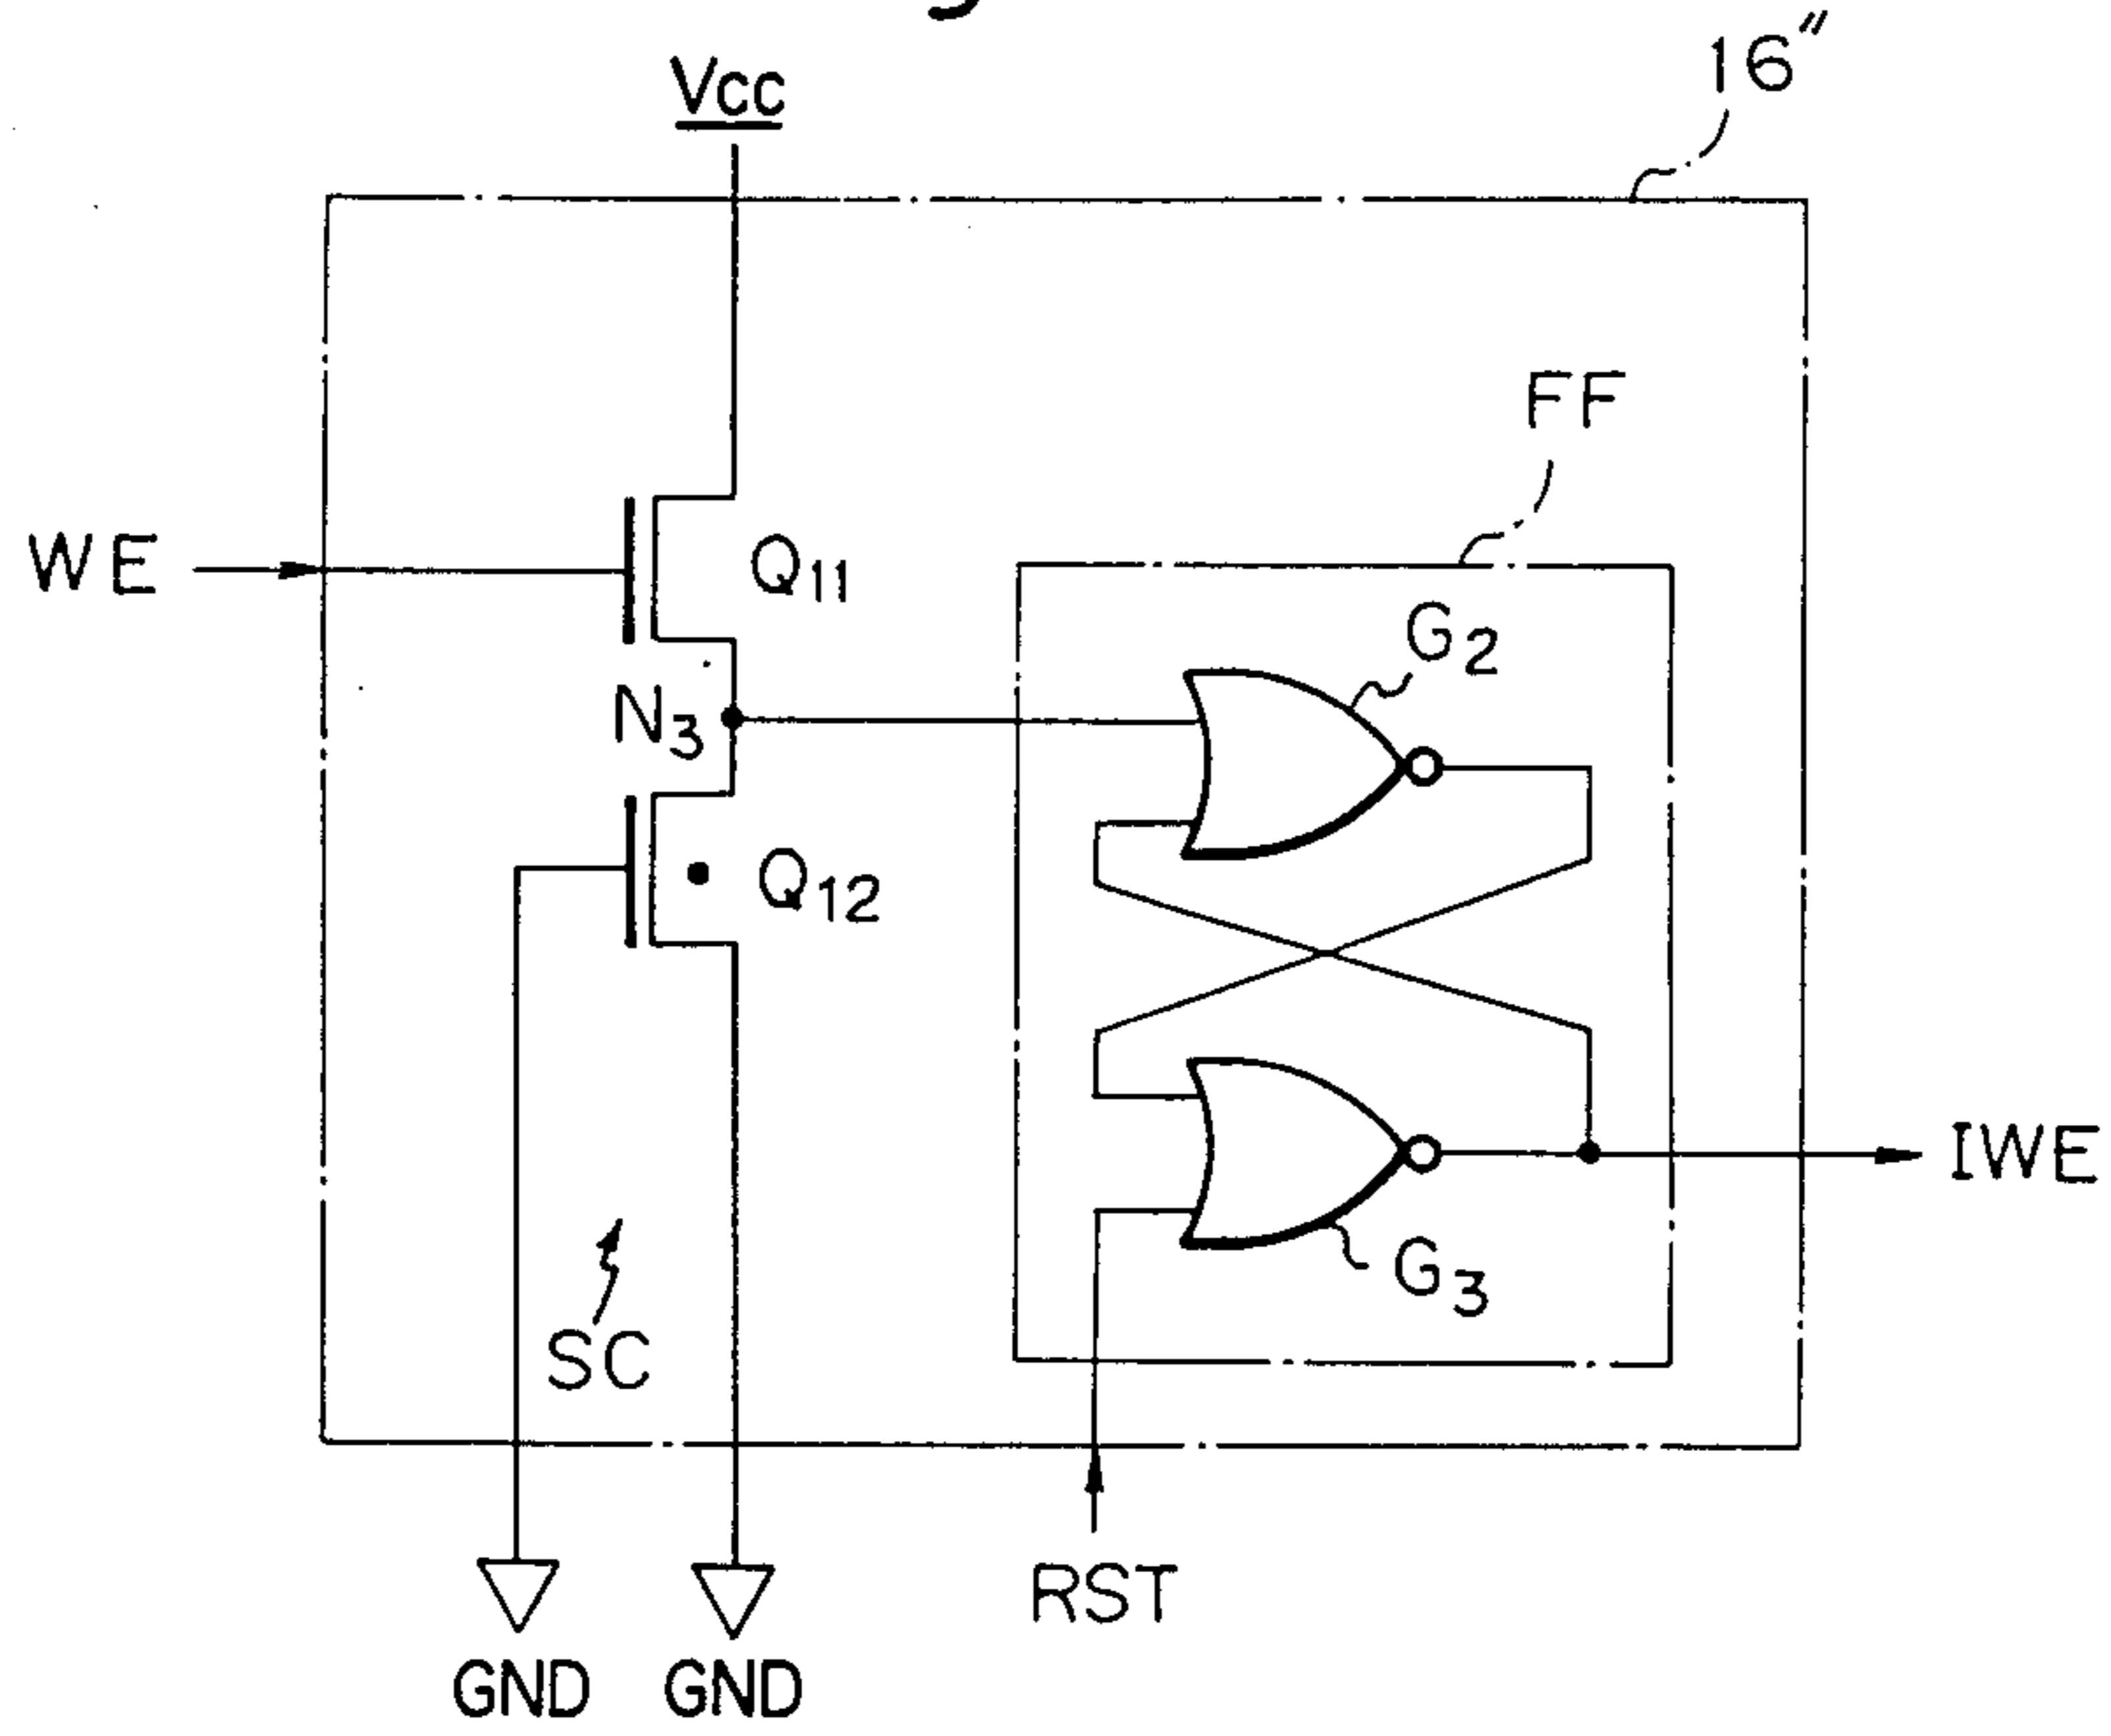 16″
Vcc
FF
WE
Q11
G2
N3
Q12
IWE
G3
SC
RST
GND GND